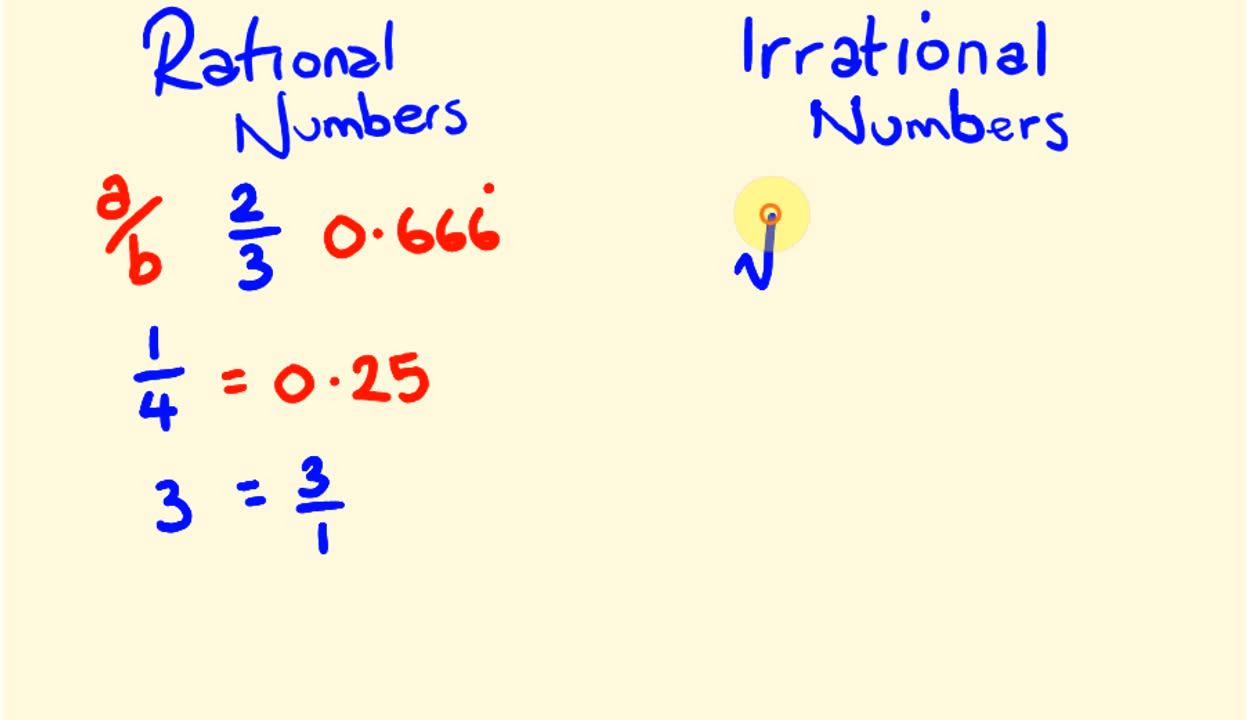 Rational
Numbers
a/b 2/3 0.666̇
1/4 = 0.25
3 = 3/1
Irrational
Numbers
√